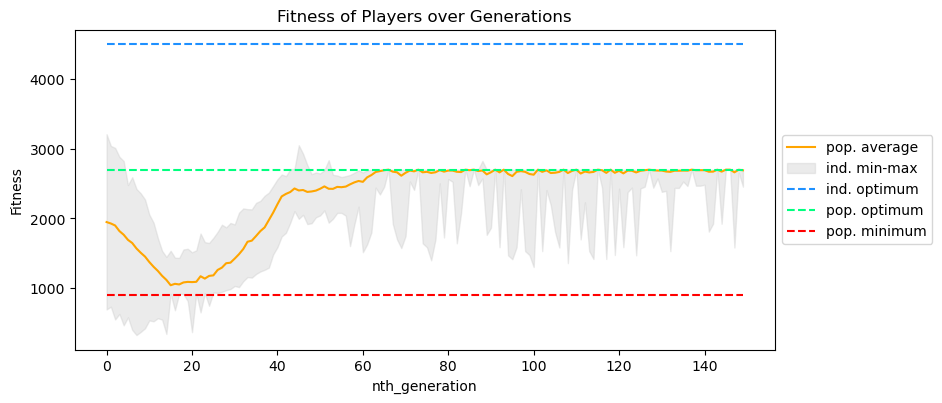 Fitness of Players over Generations
Fitness
4000
3000
2000
1000
0
20
40
60
80
100
120
140
nth_generation
pop. average
ind. min-max
ind. optimum
pop. optimum
pop. minimum